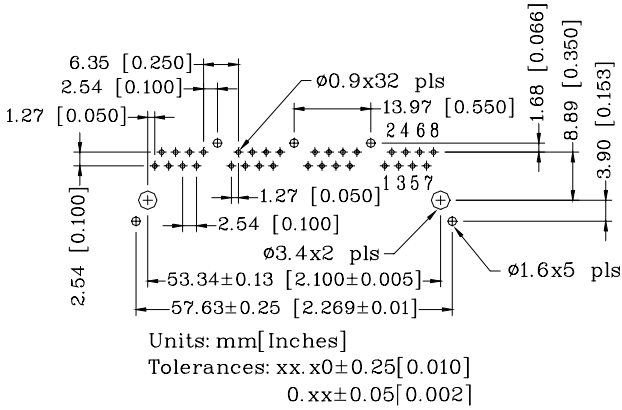 6.35 [0.250]
2.54 [0.100]
1.27 [0.050]
ø0.9x32 pls
13.97 [0.550]
2 4 6 8
1.68 [0.066]
8.89 [0.350]
3.90 [0.153]
1 3 5 7
1.27 [0.050]
2.54 [0.100]
2.54 [0.100]
ø3.4x2 pls
ø1.6x5 pls
53.34±0.13 [2.100±0.005]
57.63±0.25 [2.269±0.01]
Units: mm[Inches]
Tolerances: xx.x0±0.25[0.010]
0.xx±0.05[0.002]